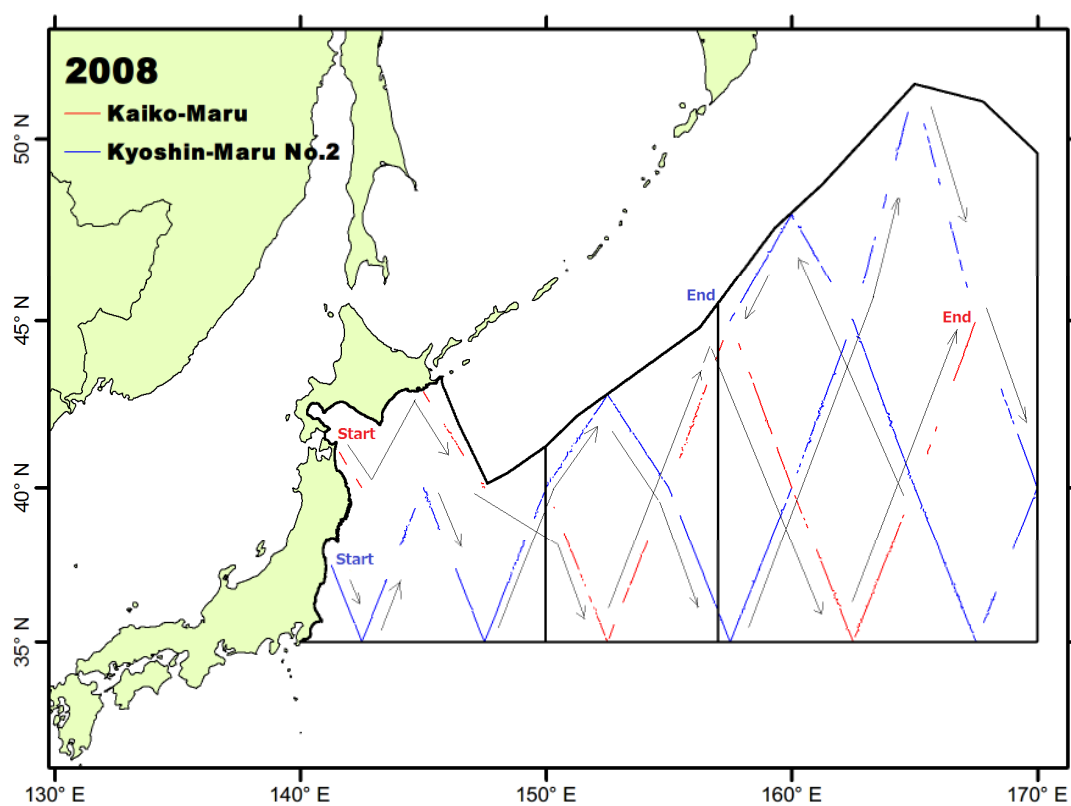 2008
Kaiko-Maru
Kyoshin-Maru No.2
50° N
45° N
40° N
35° N
End
End
Start
Start
130° E
140° E
150° E
160° E
170° E